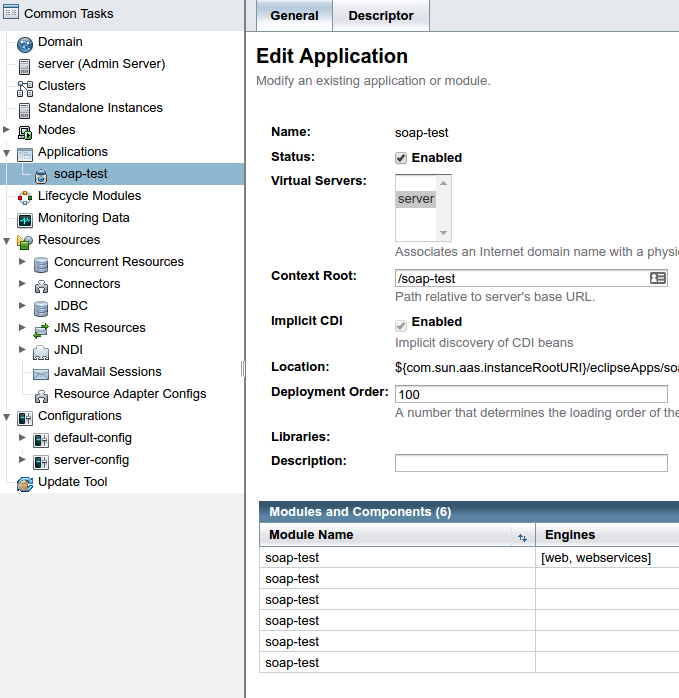 Common Tasks
Domain
server (Admin Server)
Clusters
Standalone Instances
Nodes
Applications
soap-test
Lifecycle Modules
Monitoring Data
Resources
Concurrent Resources
Connectors
JDBC
JMS Resources
JNDI
JavaMail Sessions
Resource Adapter Configs
Configurations
default-config
server-config
Update Tool
General Descriptor
Edit Application
Modify an existing application or module.
Name: soap-test
Status: Enabled
Virtual Servers: server
Associates an Internet domain name with a physi
Context Root: /soap-test
Path relative to server's base URL.
Implicit CDI Enabled
Implicit discovery of CDI beans
Location: ${com.sun.aas.instanceRootURI}/eclipseApps/soa
Deployment Order: 100
A number that determines the loading order of the
Libraries:
Description:
Modules and Components (6)
Module Name Engines
soap-test [web, webservices]
soap-test
soap-test
soap-test
soap-test
soap-test